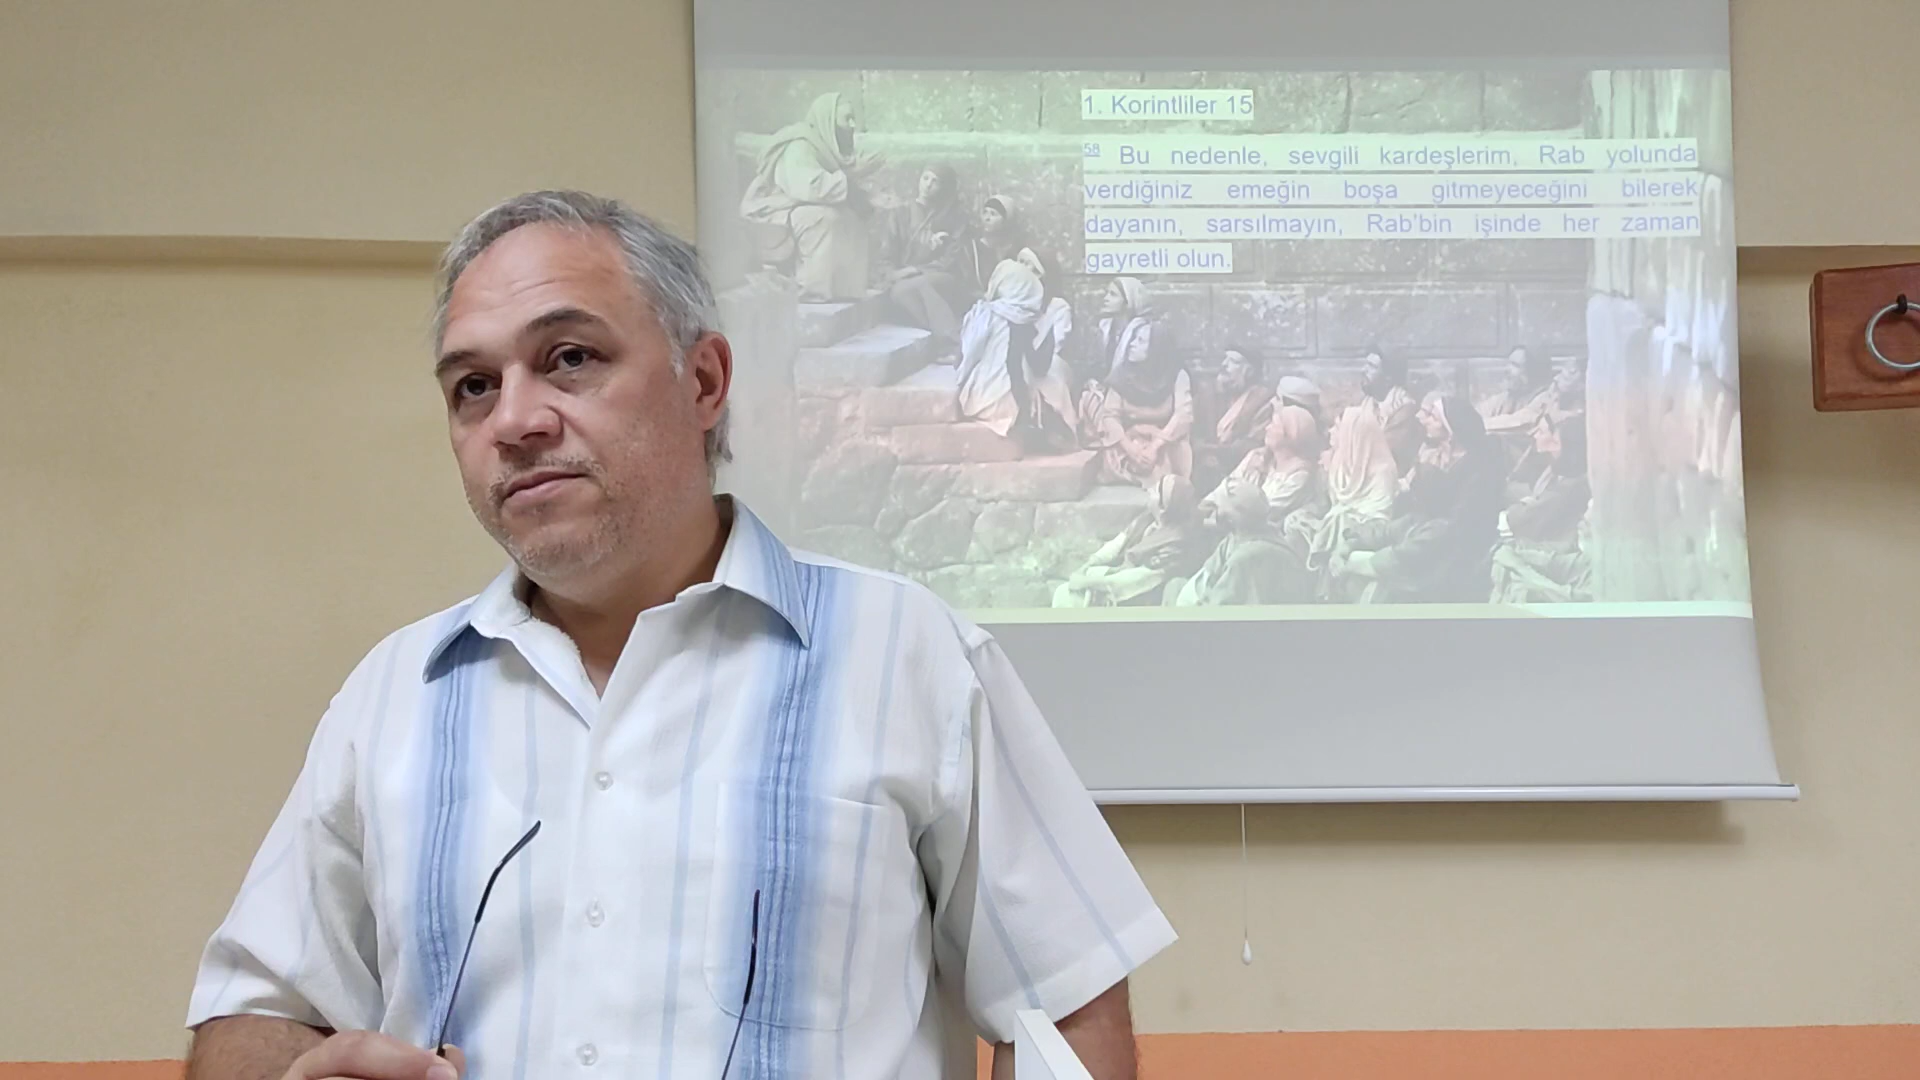 1. Korintliler 15
58 Bu nedenle, sevgili kardeşlerim, Rab yolunda
verdiğiniz emeğin boşa gitmeyeceğini bilerek
dayanın, sarsılmayın, Rab'bin işinde her zaman
gayretli olun.